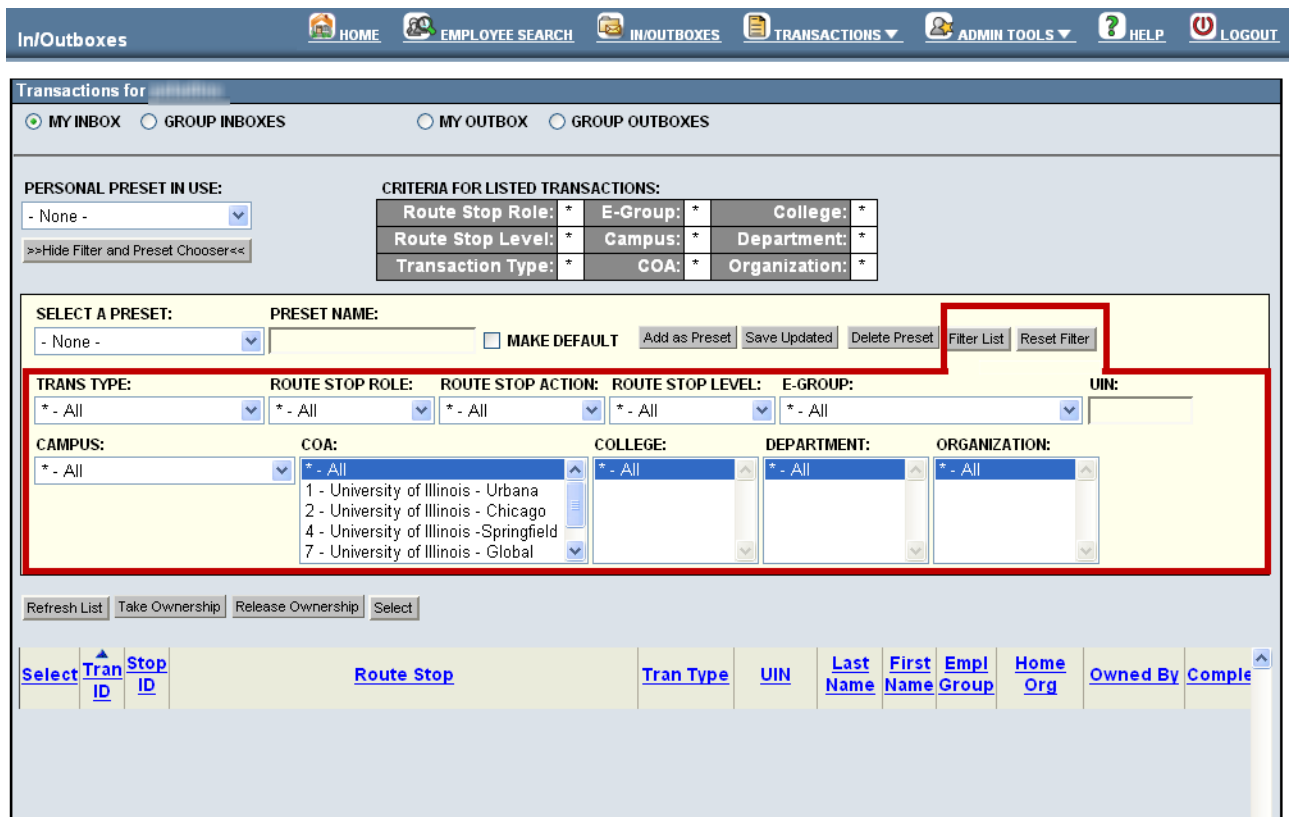 In/Outboxes HOME EMPLOYEE SEARCH IN/OUTBOXES TRANSACTIONS ADMIN TOOLS HELP LOGOUT
Transactions for
MY INBOX GROUP INBOXES MY OUTBOX GROUP OUTBOXES
PERSONAL PRESET IN USE: CRITERIA FOR LISTED TRANSACTIONS:
- None - Route Stop Role: * E-Group: * College: *
>>Hide Filter and Preset Chooser<< Route Stop Level: * Campus: * Department: *
Transaction Type: * COA: * Organization: *
SELECT A PRESET: PRESET NAME:
- None - MAKE DEFAULT Add as Preset Save Updated Delete Preset Filter List Reset Filter
TRANS TYPE: ROUTE STOP ROLE: ROUTE STOP ACTION: ROUTE STOP LEVEL: E-GROUP: UIN:
* - All * - All * - All * - All * - All
CAMPUS: COA: COLLEGE: DEPARTMENT: ORGANIZATION:
* - All * - All * - All * - All * - All
1 - University of Illinois - Urbana
2 - University of Illinois - Chicago
4 - University of Illinois -Springfield
7 - University of Illinois - Global
Refresh List Take Ownership Release Ownership Select
Select Tran ID Stop ID Route Stop Tran Type UIN Last Name First Name Empl Group Home Org Owned By Comple